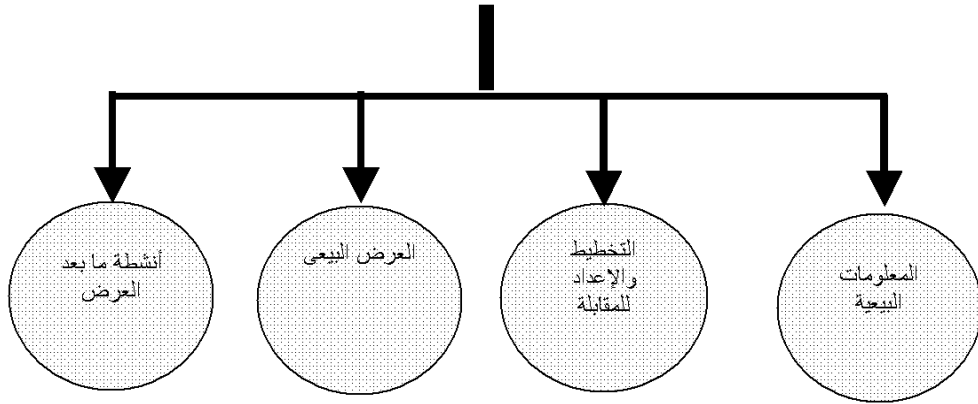 المعلومات
البيعية
التخطيط
والإعداد
للمقابلة
العرض البيعى
أنشطة ما بعد
العرض